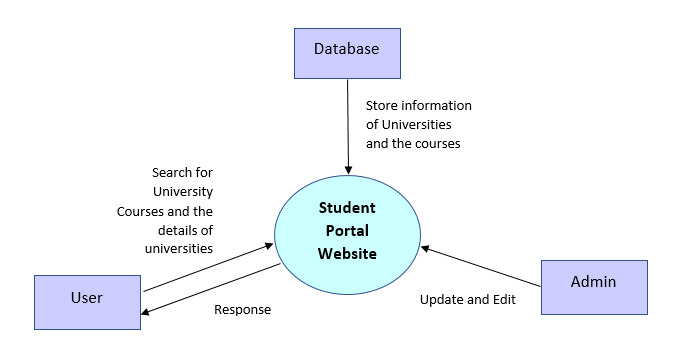 Database
Store information
of Universities
and the courses
Search for
University
Courses and the
details of
universities
Student
Portal
Website
User
Response
Update and Edit
Admin